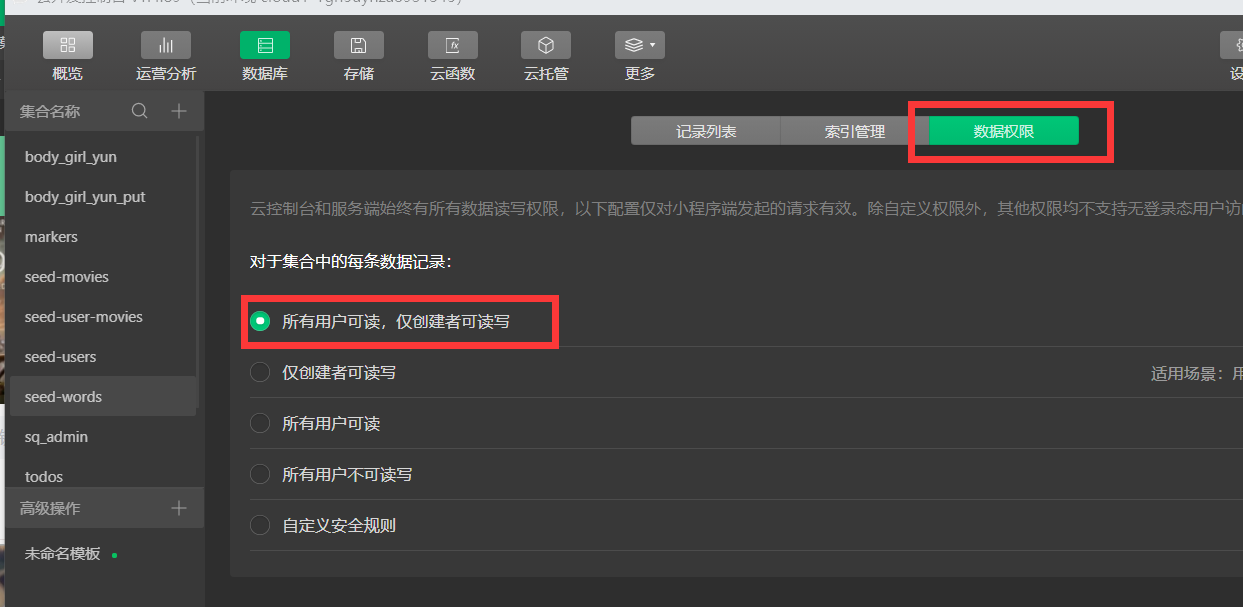 概览
运营分析
数据库
存储
云函数
云托管
更多
集合名称
记录列表
索引管理
数据权限
body_girl_yun
body_girl_yun_put
markers
seed-movies
seed-user-movies
seed-users
seed-words
sq_admin
todos
高级操作
未命名模板
云控制台和服务端始终有所有数据读写权限，以下配置仅对小程序端发起的请求有效。除自定义权限外，其他权限均不支持无登录态用户访
对于集合中的每条数据记录：
所有用户可读，仅创建者可读写
仅创建者可读写
适用场景：用
所有用户可读
所有用户不可读写
自定义安全规则